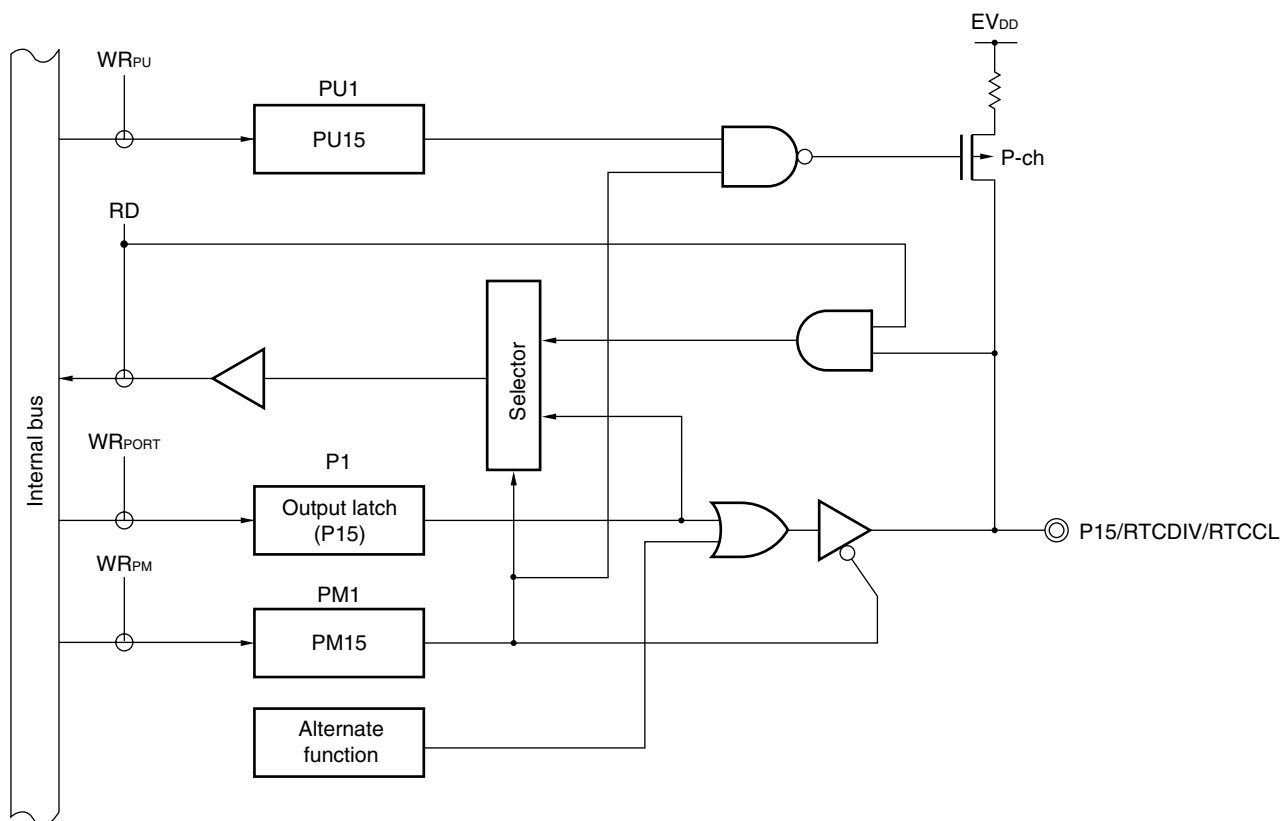 EVDD
WRPU
PU1
PU15
P-ch
RD
Selector
Internal bus
WRPORT
P1
Output latch
(P15)
P15/RTCDIV/RTCCL
WRPM
PM1
PM15
Alternate
function